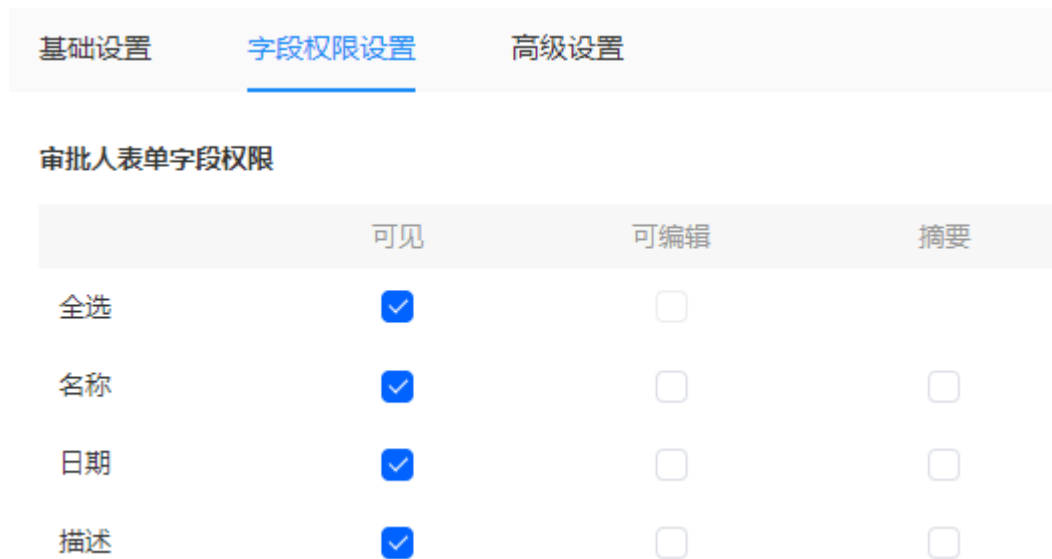 基础设置 字段权限设置 高级设置
审批人表单字段权限
可见 可编辑 摘要
全选
名称
日期
描述